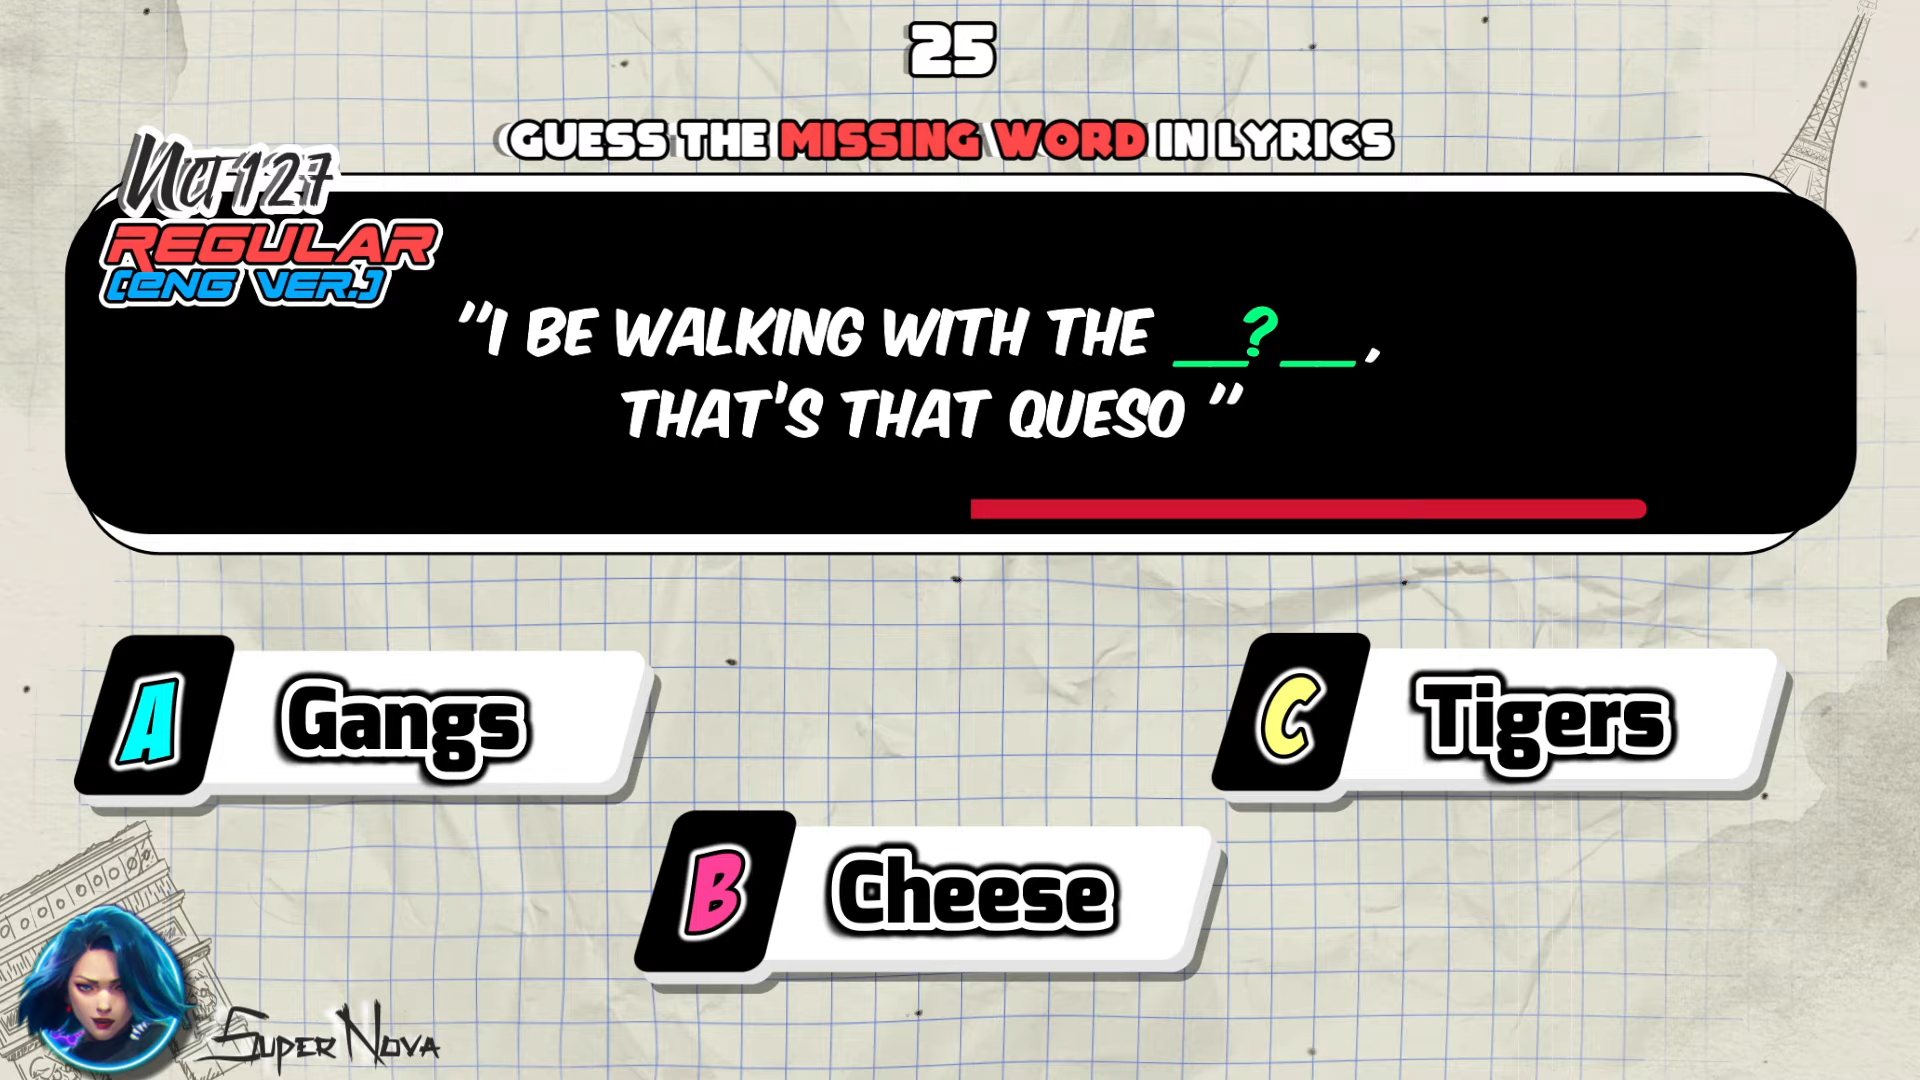 25
GUESS THE MISSING WORD IN LYRICS
NCT 127
REGULAR
(ENG VER.)
"I BE WALKING WITH THE __?__,
THAT'S THAT QUESO"
A Gangs
C Tigers
B Cheese
SUPER NOVA